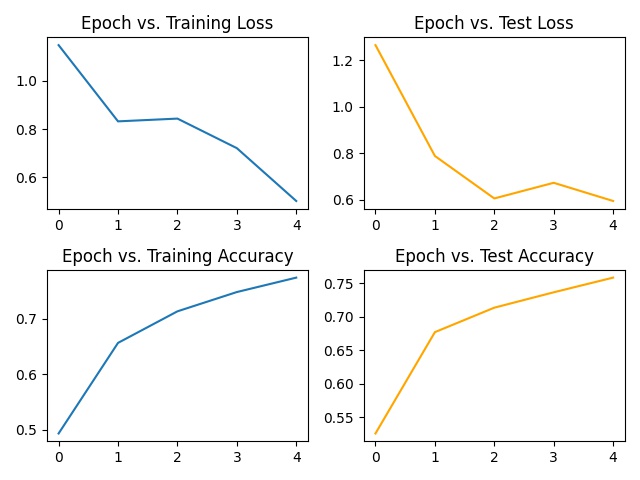 Epoch vs. Training Loss
1.0
0.8
0.6
0 1 2 3 4
Epoch vs. Test Loss
1.2
1.0
0.8
0.6
0 1 2 3 4
Epoch vs. Training Accuracy
0.7
0.6
0.5
0 1 2 3 4
Epoch vs. Test Accuracy
0.75
0.70
0.65
0.60
0.55
0 1 2 3 4